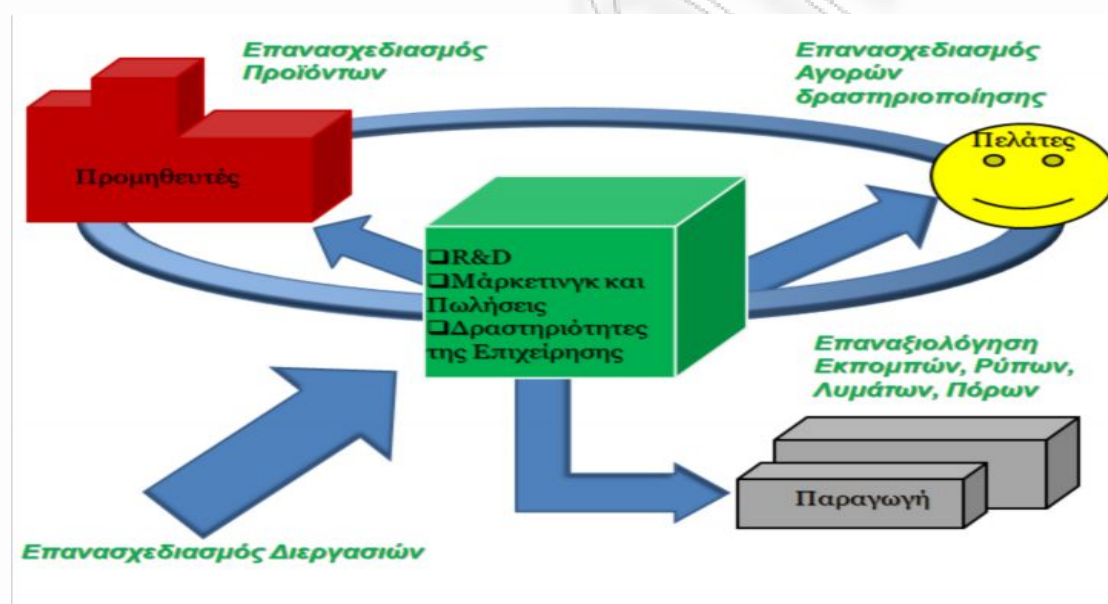 Επανασχεδιασμός
Προϊόντων
Επανασχεδιασμός
Αγορών
δραστηριοποίησης
Προμηθευτές
Πελάτες
❑R&D
❑Μάρκετινγκ και
Πωλήσεις
❑Δραστηριότητες
της Επιχείρησης
Επαναξιολόγηση
Εκπομπών, Ρύπων,
Λυμάτων, Πόρων
Παραγωγή
Επανασχεδιασμός Διεργασιών